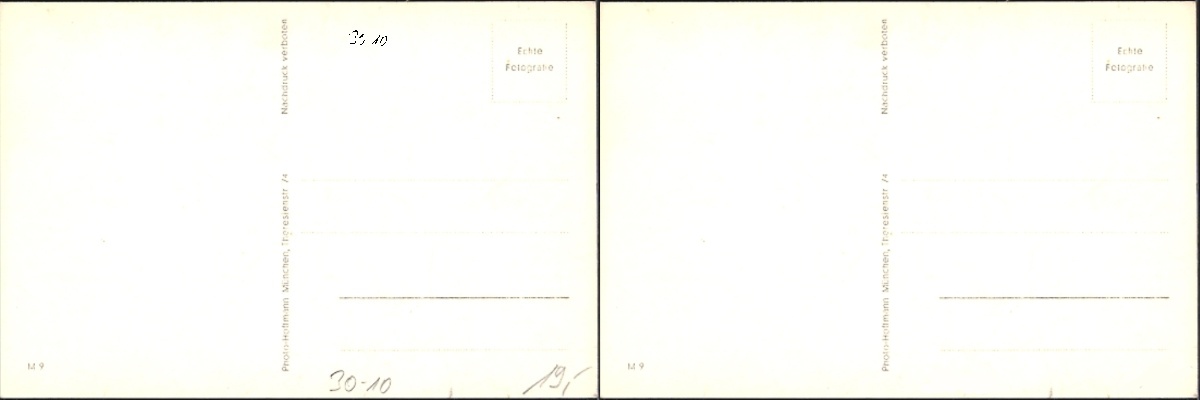 30-10
Echte
Fotografie
Nachdruck verboten
Photo-Hoffmann München, Theresienstr. 74
M 9
30-10
19,-
Echte
Fotografie
Nachdruck verboten
Photo-Hoffmann München, Theresienstr. 74
M 9